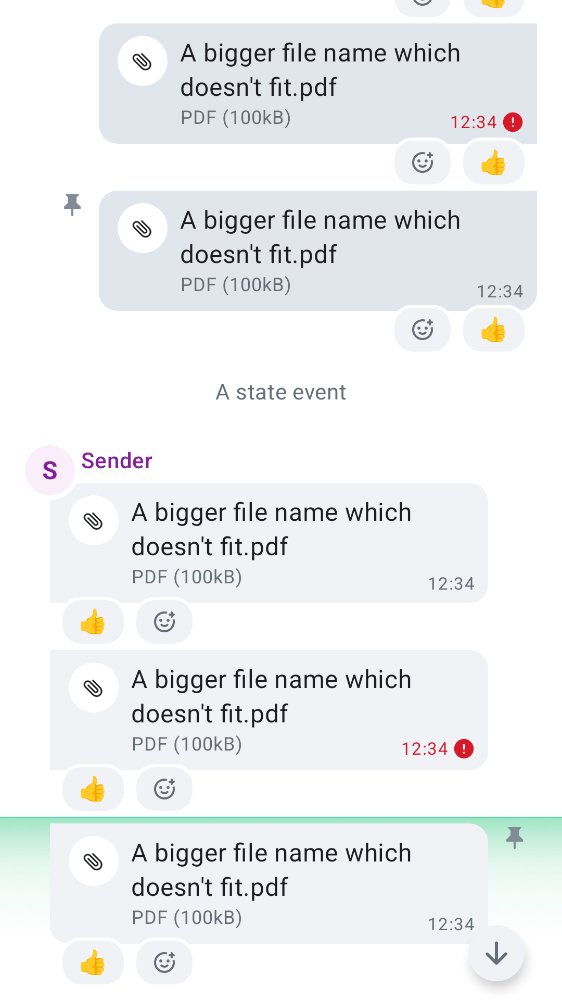 A bigger file name which
doesn't fit.pdf
PDF (100kB)
12:34
A bigger file name which
doesn't fit.pdf
PDF (100kB)
12:34
A state event
S
Sender
A bigger file name which
doesn't fit.pdf
PDF (100kB)
12:34
A bigger file name which
doesn't fit.pdf
PDF (100kB)
12:34
A bigger file name which
doesn't fit.pdf
PDF (100kB)
12:34